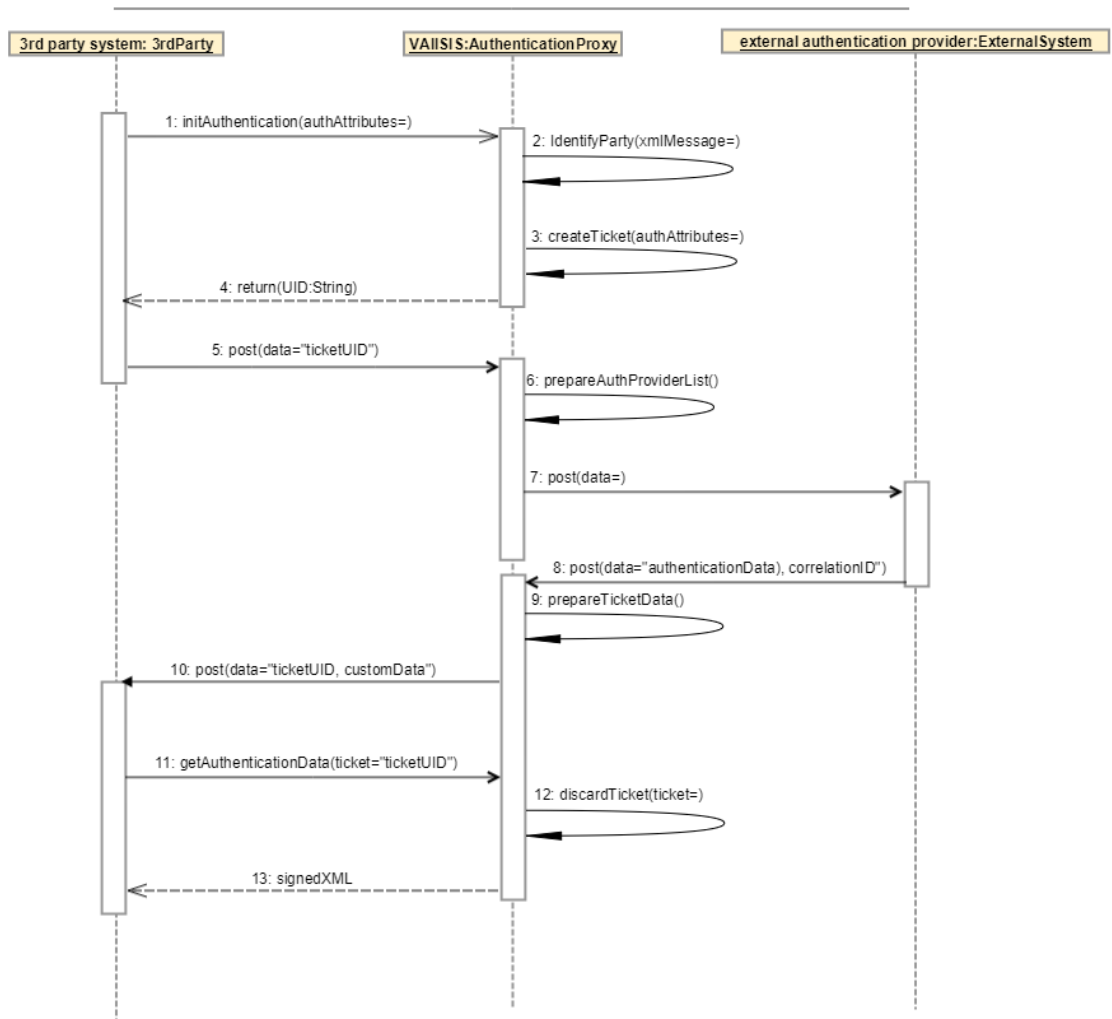 3rd party system: 3rdParty
VAIISIS:AuthenticationProxy
external authentication provider:ExternalSystem
1: initAuthentication(authAttributes=)
2: IdentifyParty(xmlMessage=)
3: createTicket(authAttributes=)
4: return(UID:String)
5: post(data="ticketUID")
6: prepareAuthProviderList()
7: post(data=)
8: post(data="authenticationData), correlationID")
9: prepareTicketData()
10: post(data="ticketUID, customData")
11: getAuthenticationData(ticket="ticketUID")
12: discardTicket(ticket=)
13: signedXML